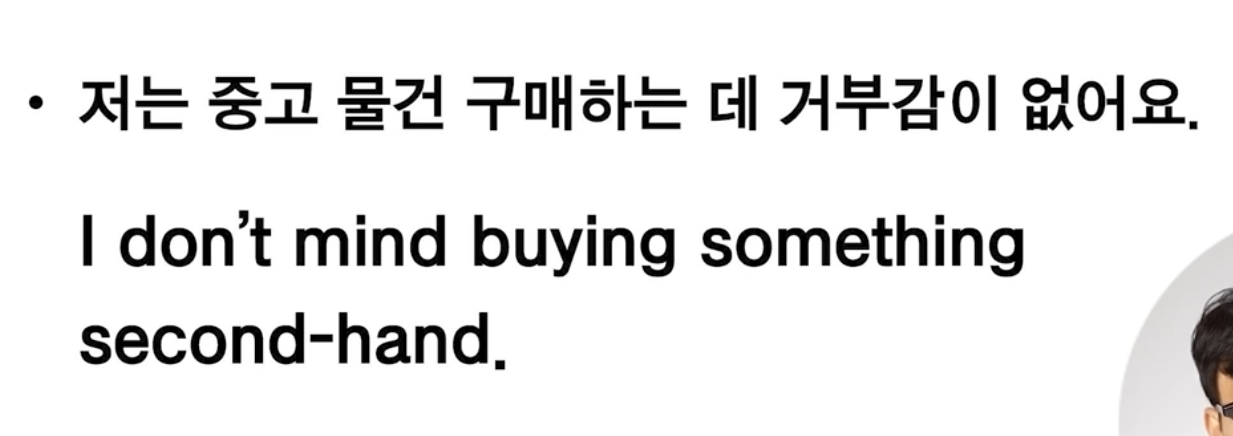 • 저는 중고 물건 구매하는 데 거부감이 없어요.
I don’t mind buying something
second-hand.